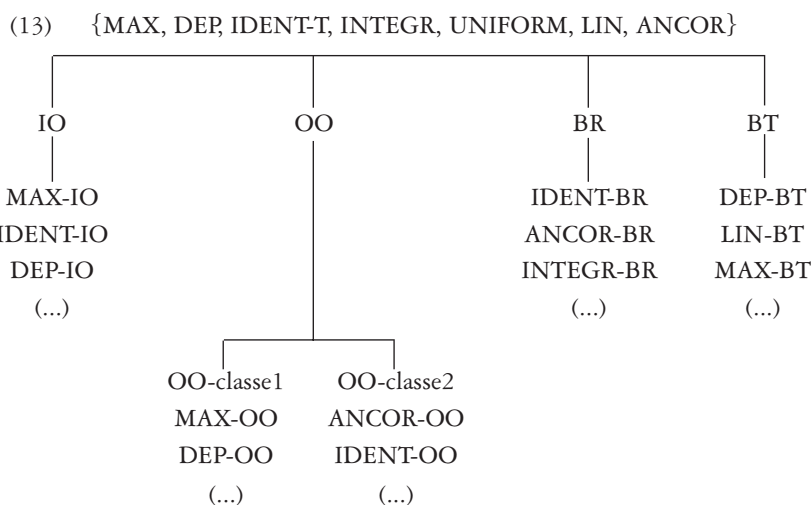 (13) {MAX, DEP, IDENT-T, INTEGR, UNIFORM, LIN, ANCOR}
IO OO BR BT
MAX-IO IDENT-BR DEP-BT
IDENT-IO ANCOR-BR LIN-BT
DEP-IO INTEGR-BR MAX-BT
(...) (...) (...)
OO-classe1 OO-classe2
MAX-OO ANCOR-OO
DEP-OO IDENT-OO
(...) (...)